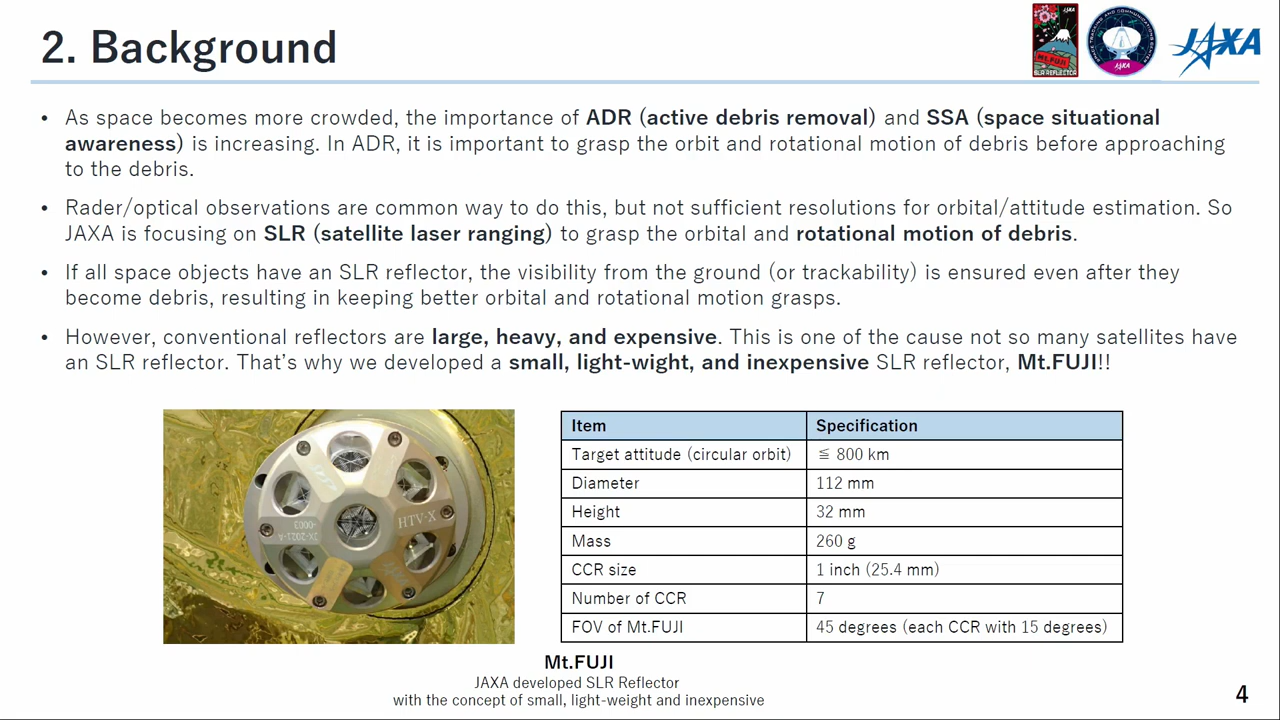 2. Background
JAXA
• As space becomes more crowded, the importance of ADR (active debris removal) and SSA (space situational
awareness) is increasing. In ADR, it is important to grasp the orbit and rotational motion of debris before approaching
to the debris.
• Rader/optical observations are common way to do this, but not sufficient resolutions for orbital/attitude estimation. So
JAXA is focusing on SLR (satellite laser ranging) to grasp the orbital and rotational motion of debris.
• If all space objects have an SLR reflector, the visibility from the ground (or trackability) is ensured even after they
become debris, resulting in keeping better orbital and rotational motion grasps.
• However, conventional reflectors are large, heavy, and expensive. This is one of the cause not so many satellites have
an SLR reflector. That's why we developed a small, light-wight, and inexpensive SLR reflector, Mt.FUJI!!
HTV-X
Item Specification
Target attitude (circular orbit) ≦ 800 km
Diameter 112 mm
Height 32 mm
Mass 260 g
CCR size 1 inch (25.4 mm)
Number of CCR 7
FOV of Mt.FUJI 45 degrees (each CCR with 15 degrees)
Mt.FUJI
JAXA developed SLR Reflector
with the concept of small, light-weight and inexpensive
4